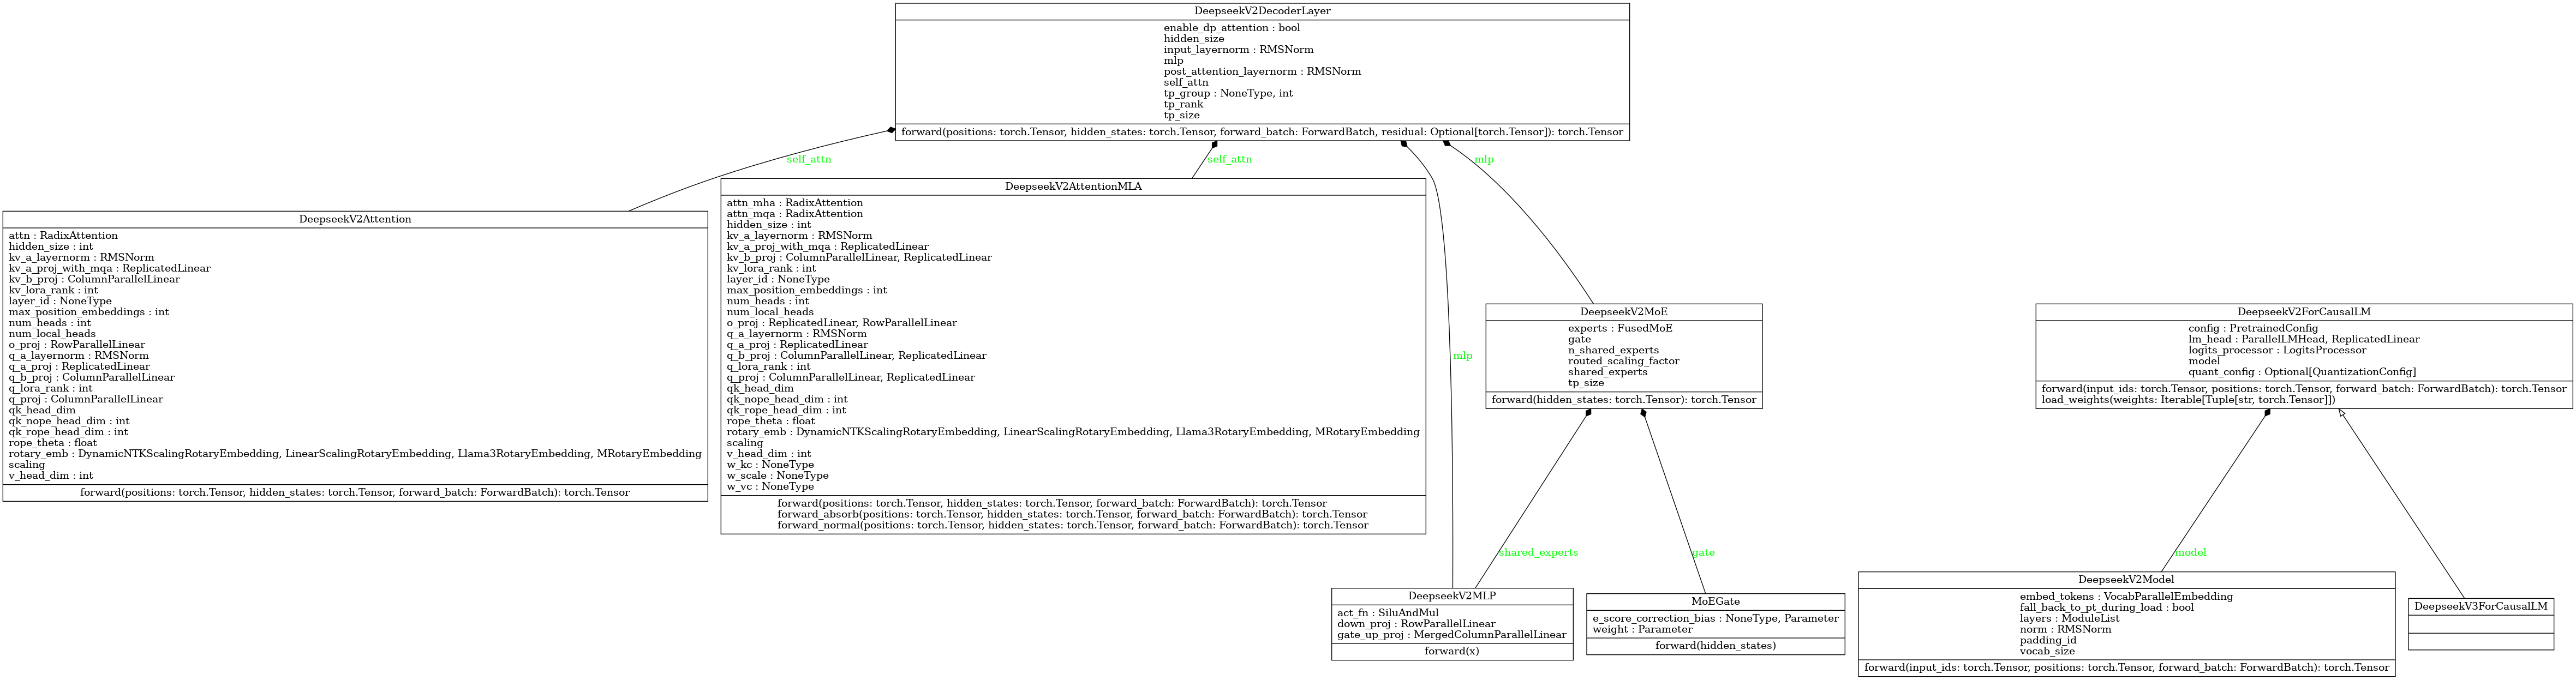 DeepseekV2DecoderLayer
enable_dp_attention : bool
hidden_size
input_layernorm : RMSNorm
mlp
post_attention_layernorm : RMSNorm
self_attn
tp_group : NoneType, int
tp_rank
tp_size
forward(positions: torch.Tensor, hidden_states: torch.Tensor, forward_batch: ForwardBatch, residual: Optional[torch.Tensor]): torch.Tensor
self_attn
self_attn
mlp
mlp
DeepseekV2Attention
attn : RadixAttention
hidden_size : int
kv_a_layernorm : RMSNorm
kv_a_proj_with_mqa : ReplicatedLinear
kv_b_proj : ColumnParallelLinear
kv_lora_rank : int
layer_id : NoneType
max_position_embeddings : int
num_heads : int
num_local_heads
o_proj : RowParallelLinear
q_a_layernorm : RMSNorm
q_a_proj : ReplicatedLinear
q_b_proj : ColumnParallelLinear
q_lora_rank : int
q_proj : ColumnParallelLinear
qk_head_dim
qk_nope_head_dim : int
qk_rope_head_dim : int
rope_theta : float
rotary_emb : DynamicNTKScalingRotaryEmbedding, LinearScalingRotaryEmbedding, Llama3RotaryEmbedding, MRotaryEmbedding
scaling
v_head_dim : int
forward(positions: torch.Tensor, hidden_states: torch.Tensor, forward_batch: ForwardBatch): torch.Tensor
DeepseekV2AttentionMLA
attn_mha : RadixAttention
attn_mqa : RadixAttention
hidden_size : int
kv_a_layernorm : RMSNorm
kv_a_proj_with_mqa : ReplicatedLinear
kv_b_proj : ColumnParallelLinear, ReplicatedLinear
kv_lora_rank : int
layer_id : NoneType
max_position_embeddings : int
num_heads : int
num_local_heads
o_proj : ReplicatedLinear, RowParallelLinear
q_a_layernorm : RMSNorm
q_a_proj : ReplicatedLinear
q_b_proj : ColumnParallelLinear, ReplicatedLinear
q_lora_rank : int
q_proj : ColumnParallelLinear, ReplicatedLinear
qk_head_dim
qk_nope_head_dim : int
qk_rope_head_dim : int
rope_theta : float
rotary_emb : DynamicNTKScalingRotaryEmbedding, LinearScalingRotaryEmbedding, Llama3RotaryEmbedding, MRotaryEmbedding
scaling
v_head_dim : int
w_kc : NoneType
w_scale : NoneType
w_vc : NoneType
forward(positions: torch.Tensor, hidden_states: torch.Tensor, forward_batch: ForwardBatch): torch.Tensor
forward_absorb(positions: torch.Tensor, hidden_states: torch.Tensor, forward_batch: ForwardBatch): torch.Tensor
forward_normal(positions: torch.Tensor, hidden_states: torch.Tensor, forward_batch: ForwardBatch): torch.Tensor
DeepseekV2MoE
experts : FusedMoE
gate
n_shared_experts
routed_scaling_factor
shared_experts
tp_size
forward(hidden_states: torch.Tensor): torch.Tensor
DeepseekV2ForCausalLM
config : PretrainedConfig
lm_head : ParallelLMHead, ReplicatedLinear
logits_processor : LogitsProcessor
model
quant_config : Optional[QuantizationConfig]
forward(input_ids: torch.Tensor, positions: torch.Tensor, forward_batch: ForwardBatch): torch.Tensor
load_weights(weights: Iterable[Tuple[str, torch.Tensor]])
shared_experts
gate
model
DeepseekV2MLP
act_fn : SiluAndMul
down_proj : RowParallelLinear
gate_up_proj : MergedColumnParallelLinear
forward(x)
MoEGate
e_score_correction_bias : NoneType, Parameter
weight : Parameter
forward(hidden_states)
DeepseekV2Model
embed_tokens : VocabParallelEmbedding
fall_back_to_pt_during_load : bool
layers : ModuleList
norm : RMSNorm
padding_id
vocab_size
forward(input_ids: torch.Tensor, positions: torch.Tensor, forward_batch: ForwardBatch): torch.Tensor
DeepseekV3ForCausalLM